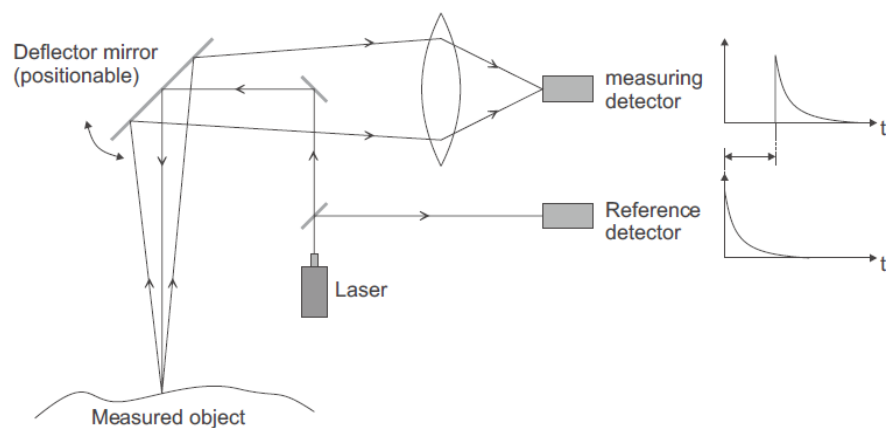 Deflector mirror
(positionable)
measuring
detector
t
Reference
detector
t
Laser
Measured object